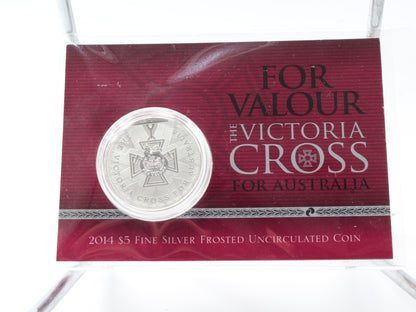 FOR
VALOUR
THE VICTORIA
CROSS
FOR AUSTRALIA
2014 $5 FINE SILVER FROSTED UNCIRCULATED COIN